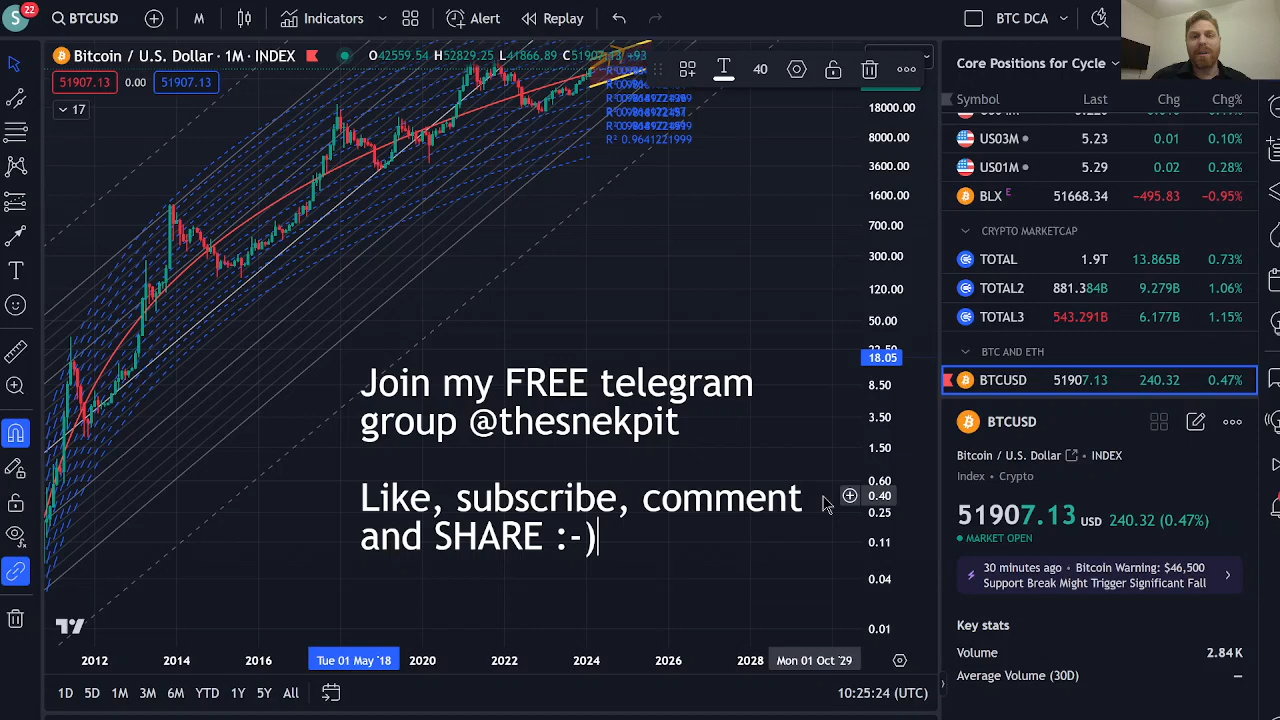 S
22
BTCUSD
M
Indicators
Alert
Replay
BTC DCA
Bitcoin / U.S. Dollar · 1M · INDEX
O42559.54 H52829.25 L41866.89 C51907.13
51907.13
0.00
51907.13
17
40
R² 0.9641221999
18000.00
8000.00
3600.00
1600.00
700.00
300.00
120.00
50.00
18.05
8.50
3.50
1.50
0.60
0.40
0.25
0.11
0.04
0.01
Join my FREE telegram
group @thesnekpit
Like, subscribe, comment
and SHARE :-)
2012
2014
2016
Tue 01 May '18
2020
2022
2024
2026
2028
Mon 01 Oct '29
1D 5D 1M 3M 6M YTD 1Y 5Y All
10:25:24 (UTC)
Core Positions for Cycle
Symbol Last Chg Chg%
US03M 5.23 0.01 0.10%
US01M 5.29 0.02 0.28%
BLX E 51668.34 −495.83 −0.95%
CRYPTO MARKETCAP
TOTAL 1.9T 13.865B 0.73%
TOTAL2 881.384B 9.279B 1.06%
TOTAL3 543.291B 6.177B 1.15%
BTC AND ETH
BTCUSD 51907.13 240.32 0.47%
BTCUSD
Bitcoin / U.S. Dollar INDEX
Index · Crypto
51907.13 USD 240.32 (0.47%)
MARKET OPEN
30 minutes ago · Bitcoin Warning: $46,500
Support Break Might Trigger Significant Fall
Key stats
Volume 2.84K
Average Volume (30D) —